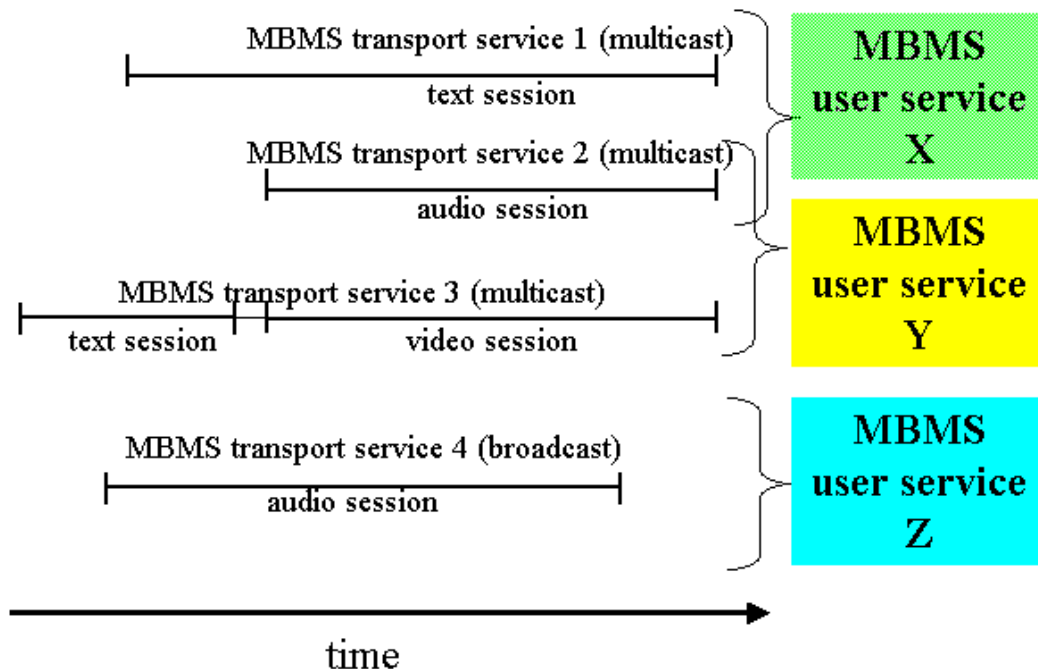 MBMS transport service 1 (multicast)
text session
MBMS transport service 2 (multicast)
audio session
MBMS transport service 3 (multicast)
text session
video session
MBMS transport service 4 (broadcast)
audio session
time
MBMS
user service
X
MBMS
user service
Y
MBMS
user service
Z